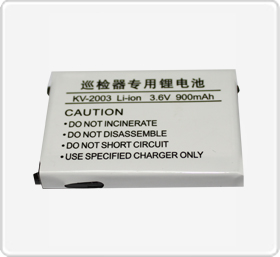 巡检器专用锂电池
KV-2003 Li-ion 3.6V 900mAh
CAUTION
•DO NOT INCINERATE
•DO NOT DISASSEMBLE
•DO NOT SHORT CIRCUIT
•USE SPECIFIED CHARGER ONLY